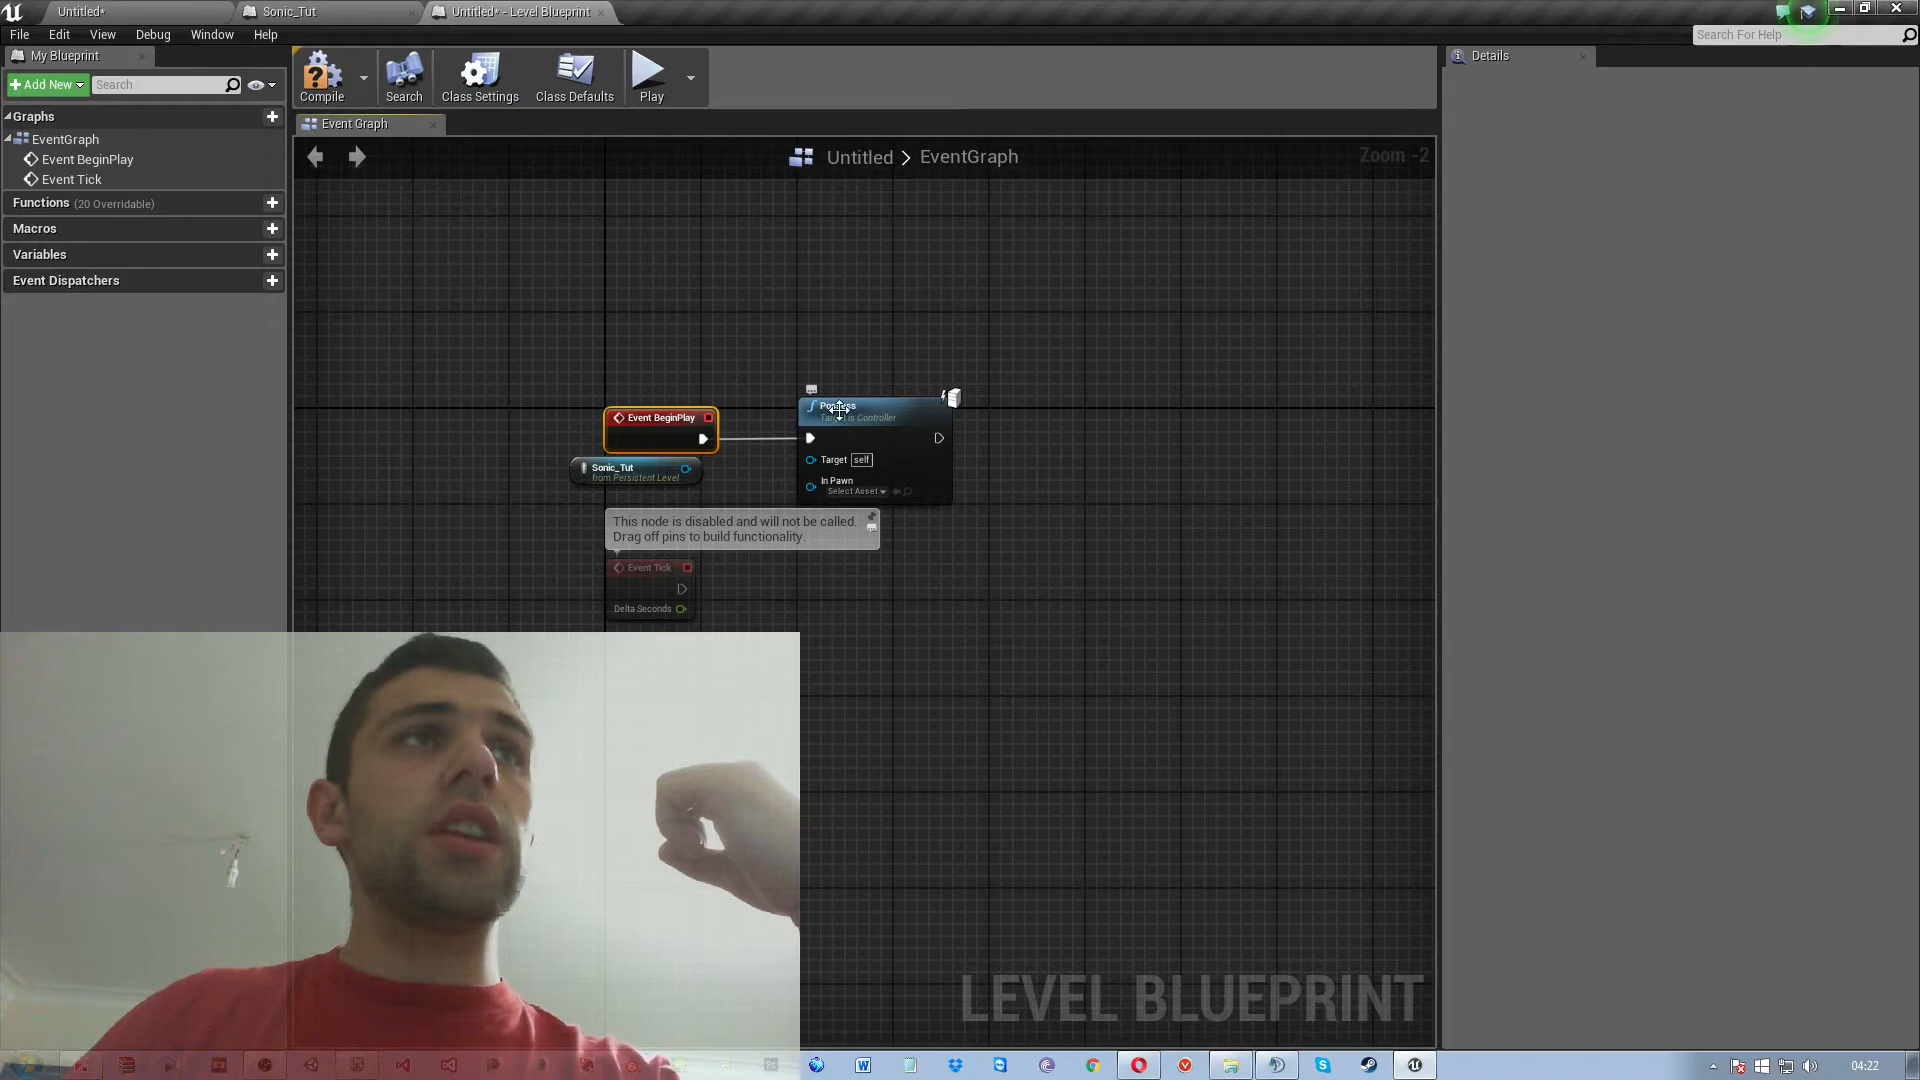 Untitled*
Sonic_Tut
Untitled* - Level Blueprint
File Edit View Debug Window Help
Search For Help
My Blueprint
Details
Add New
Search
Compile
Search
Class Settings
Class Defaults
Play
Graphs
Event Graph
EventGraph
Event BeginPlay
Event Tick
Untitled > EventGraph
Zoom -2
Functions (20 Overridable)
Macros
Variables
Event Dispatchers
Event BeginPlay
Target is Controller
Target self
In Pawn
Select Asset
Sonic_Tut
from Persistent Level
This node is disabled and will not be called.
Drag off pins to build functionality.
Event Tick
Delta Seconds
LEVEL BLUEPRINT
04:22